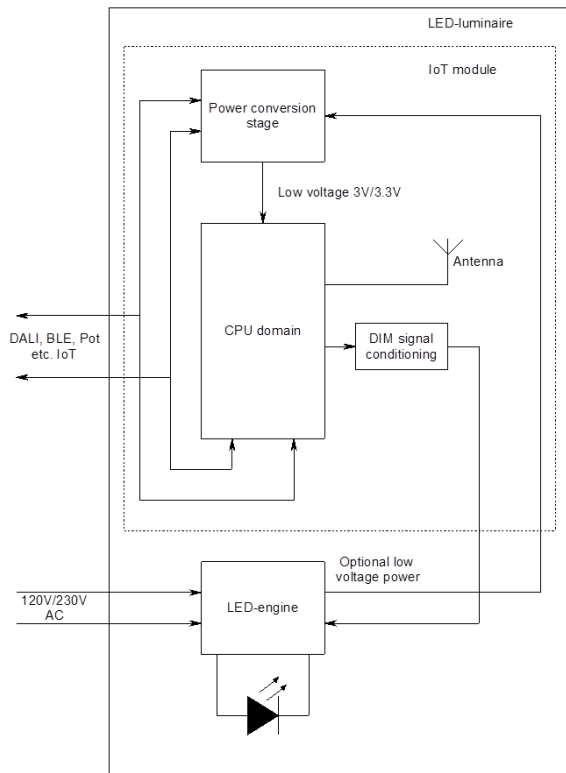 LED-luminaire
IoT module
Power conversion
stage
Low voltage 3V/3.3V
Antenna
CPU domain
DIM signal
conditioning
DALI, BLE, Pot
etc. IoT
Optional low
voltage power
120V/230V
AC
LED-engine